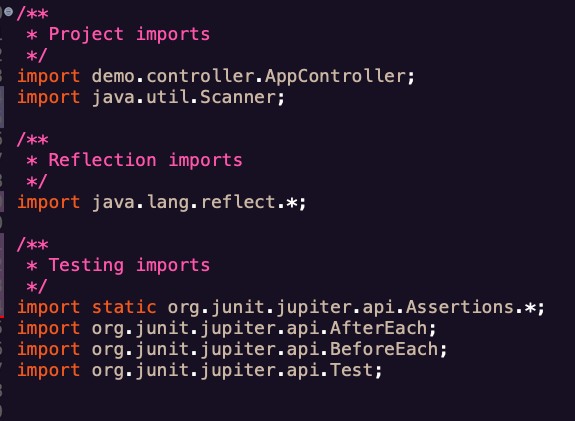 /**
 * Project imports
 */
import demo.controller.AppController;
import java.util.Scanner;
/**
 * Reflection imports
 */
import java.lang.reflect.*;
/**
 * Testing imports
 */
import static org.junit.jupiter.api.Assertions.*;
import org.junit.jupiter.api.AfterEach;
import org.junit.jupiter.api.BeforeEach;
import org.junit.jupiter.api.Test;